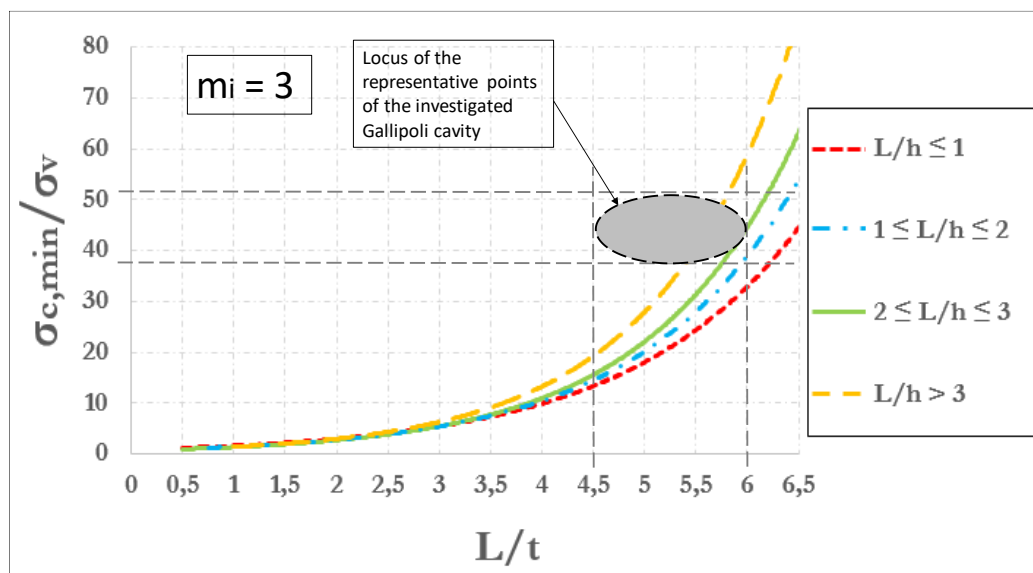 mi = 3
Locus of the
representative points
of the investigated
Gallipoli cavity
σc,min/σv
80
70
60
50
40
30
20
10
0
0 0,5 1 1,5 2 2,5 3 3,5 4 4,5 5 5,5 6 6,5
L/t
L/h ≤ 1
1 ≤ L/h ≤ 2
2 ≤ L/h ≤ 3
L/h > 3